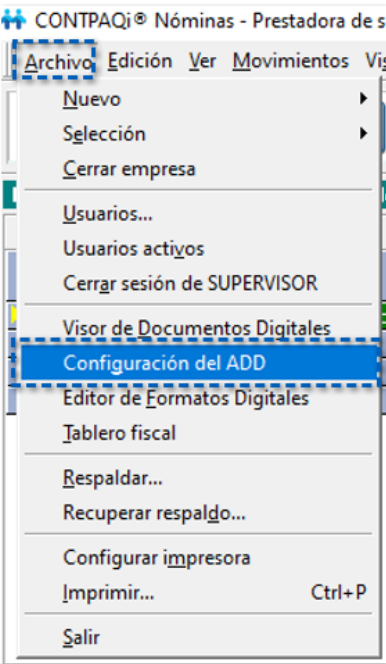 CONTPAQi® Nóminas - Prestadora de s
Archivo Edición Ver Movimientos Vis
Nuevo
Selección
Cerrar empresa
Usuarios...
Usuarios activos
Cerrar sesión de SUPERVISOR
Visor de Documentos Digitales
Configuración del ADD
Editor de Formatos Digitales
Tablero fiscal
Respaldar...
Recuperar respaldo...
Configurar impresora
Imprimir... Ctrl+P
Salir